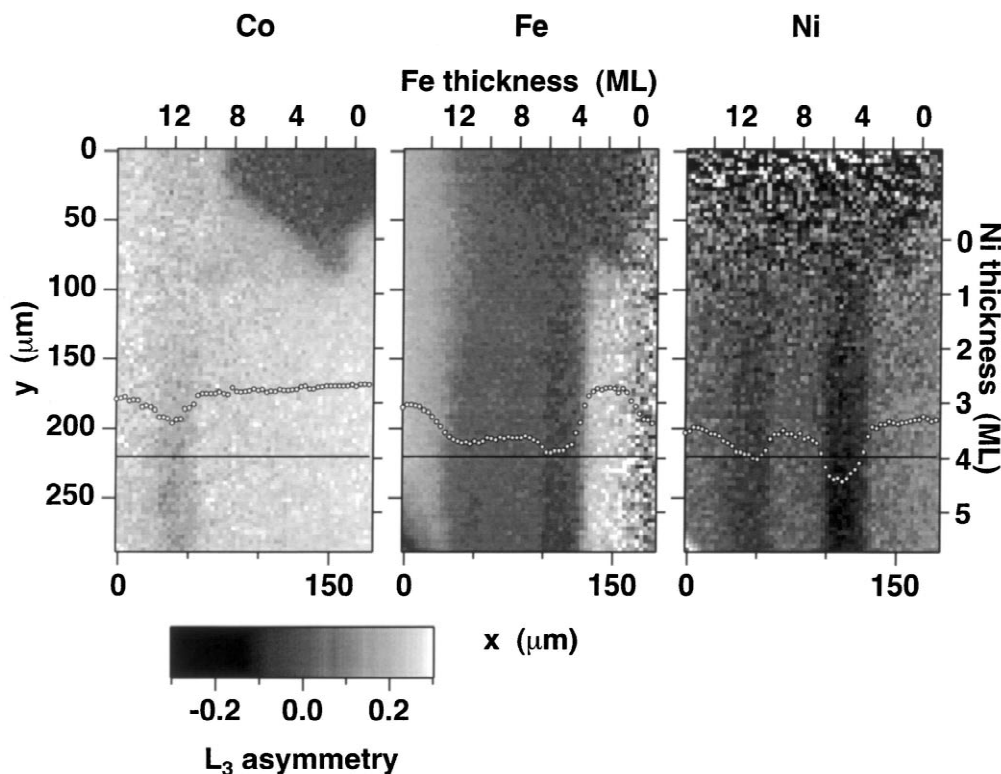 Co Fe Ni
Fe thickness (ML)
12 8 4 0 12 8 4 0 12 8 4 0
0
50
100
150
200
250
y (μm)
0
1
2
3
4
5
Ni thickness (ML)
0 150 0 150 0 150
x (μm)
-0.2 0.0 0.2
L₃ asymmetry